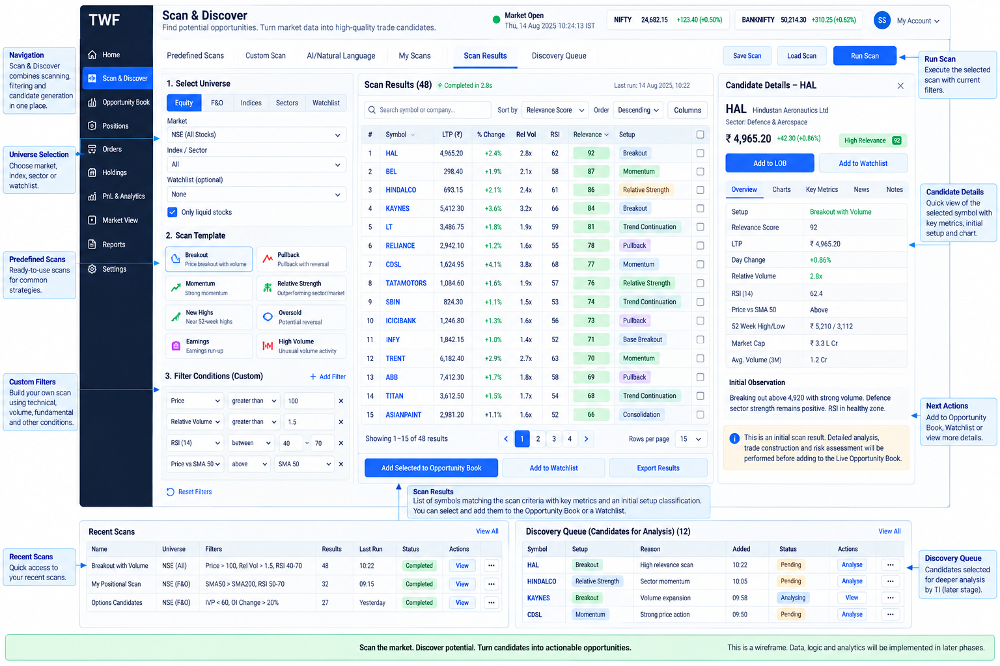 TWF
Scan & Discover
Find potential opportunities. Turn market data into high-quality trade candidates.
Market Open
Thu, 14 Aug 2025 10:24:13 IST
NIFTY 24,682.15 +123.40 (+0.50%)
BANKNIFTY 50,214.30 +310.25 (+0.62%)
SS My Account
Navigation
Scan & Discover
combines scanning,
filtering and
candidate generation
in one place.
Universe Selection
Choose market,
index, sector or
watchlist.
Predefined Scans
Ready-to-use scans
for common
strategies.
Custom Filters
Build your own scan
using technical,
volume, fundamental
and other conditions.
Home
Scan & Discover
Opportunity Book
Positions
Orders
Holdings
PnL & Analytics
Market View
Reports
Settings
Predefined Scans Custom Scan AI/Natural Language My Scans Scan Results Discovery Queue
Save Scan Load Scan Run Scan
1. Select Universe
Equity F&O Indices Sectors Watchlist
Market
NSE (All Stocks)
Index / Sector
All
Watchlist (optional)
None
Only liquid stocks
2. Scan Template
Breakout
Price breakout with volume
Pullback
Pullback with reversal
Momentum
Strong momentum
Relative Strength
Outperforming sector/market
New Highs
Near 52-week highs
Oversold
Potential reversal
Earnings
Earnings run-up
High Volume
Unusual volume activity
3. Filter Conditions (Custom) + Add Filter
Price greater than 100 ×
Relative Volume greater than 1.5 ×
RSI (14) between 40 - 70 ×
Price vs SMA 50 above SMA 50 ×
Reset Filters
Scan Results (48) Completed in 2.8s Last run: 14 Aug 2025, 10:22
Search symbol or company... Sort by Relevance Score Order Descending Columns
# Symbol LTP (₹) % Change Rel Vol RSI Relevance Setup
1 HAL 4,965.20 +2.4% 2.8x 62 92 Breakout
2 BEL 298.40 +1.9% 2.1x 58 87 Momentum
3 HINDALCO 693.15 +2.1% 2.4x 61 86 Relative Strength
4 KAYNES 5,412.30 +3.6% 3.2x 66 84 Breakout
5 LT 3,486.75 +1.8% 1.9x 59 81 Trend Continuation
6 RELIANCE 2,942.10 +1.2% 1.6x 55 78 Pullback
7 CDSL 1,624.95 +4.1% 3.8x 68 77 Momentum
8 TATAMOTORS 1,084.60 +1.6% 1.9x 57 76 Relative Strength
9 SBIN 824.30 +1.1% 1.5x 53 74 Trend Continuation
10 ICICIBANK 1,246.80 +1.3% 1.6x 56 73 Pullback
11 INFY 1,842.15 +1.0% 1.4x 52 71 Base Breakout
12 TRENT 6,182.40 +2.9% 2.7x 63 70 Momentum
13 ABB 7,412.30 +1.7% 1.8x 58 69 Pullback
14 TITAN 3,612.50 +1.5% 1.7x 54 68 Trend Continuation
15 ASIANPAINT 2,981.20 +1.1% 1.6x 52 66 Consolidation
Showing 1–15 of 48 results < 1 2 3 4 > Rows per page 15
Add Selected to Opportunity Book Add to Watchlist Export Results
Scan Results
List of symbols matching the scan criteria with key metrics and an initial setup classification.
You can select and add them to the Opportunity Book or a Watchlist.
Candidate Details – HAL ×
HAL Hindustan Aeronautics Ltd
Sector: Defence & Aerospace
₹ 4,965.20 +42.30 (+0.86%) High Relevance 92
Add to LOB Add to Watchlist
Overview Charts Key Metrics News Notes
Setup Breakout with Volume
Relevance Score 92
LTP ₹ 4,965.20
Day Change +0.86%
Relative Volume 2.8x
RSI (14) 62.4
Price vs SMA 50 Above
52 Week High/Low ₹ 5,210 / 3,112
Market Cap ₹ 3.3 L Cr
Avg. Volume (3M) 1.2 Cr
Initial Observation
Breaking out above 4,920 with strong volume. Defence
sector strength remains positive. RSI in healthy zone.
This is an initial scan result. Detailed analysis,
trade construction and risk assessment will be
performed before adding to the Live Opportunity Book.
Run Scan
Execute the selected
scan with current
filters.
Candidate Details
Quick view of the
selected symbol with
key metrics, initial
setup and chart.
Next Actions
Add to Opportunity
Book, Watchlist or
view more details.
Recent Scans
Quick access to
your recent scans.
Recent Scans View All
Name Universe Filters Results Last Run Status Actions
Breakout with Volume NSE (All) Price > 100, Rel Vol > 1.5, RSI 40-70 48 10:22 Completed View ...
My Positional Scan NSE (F&O) SMA50 > SMA200, RSI 50-70 32 09:15 Completed View ...
Options Candidates NSE (F&O) IVP < 60, OI Change > 20% 27 Yesterday Completed View ...
Discovery Queue (Candidates for Analysis) (12) View All
Symbol Setup Reason Added Status Actions
HAL Breakout High relevance scan 10:22 Pending Analyse ...
HINDALCO Relative Strength Sector momentum 10:05 Pending Analyse ...
KAYNES Breakout Volume expansion 09:58 Analysing View ...
CDSL Momentum Strong price action 09:50 Pending Analyse ...
Discovery Queue
Candidates selected
for deeper analysis
by TI (later stage).
Scan the market. Discover potential. Turn candidates into actionable opportunities.
This is a wireframe. Data, logic and analytics will be implemented in later phases.